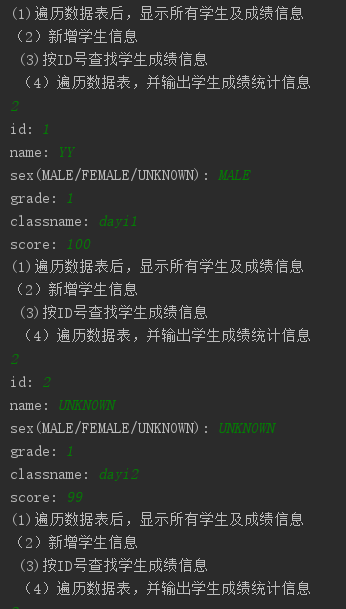 (1)遍历数据表后，显示所有学生及成绩信息
（2）新增学生信息
(3)按ID号查找学生成绩信息
（4）遍历数据表，并输出学生成绩统计信息
2
id: 1
name: YY
sex(MALE/FEMALE/UNKNOWN): MALE
grade: 1
classname: dayi1
score: 100
(1)遍历数据表后，显示所有学生及成绩信息
（2）新增学生信息
(3)按ID号查找学生成绩信息
（4）遍历数据表，并输出学生成绩统计信息
2
id: 2
name: UNKNOWN
sex(MALE/FEMALE/UNKNOWN): UNKNOWN
grade: 1
classname: dayi2
score: 99
(1)遍历数据表后，显示所有学生及成绩信息
（2）新增学生信息
(3)按ID号查找学生成绩信息
（4）遍历数据表，并输出学生成绩统计信息